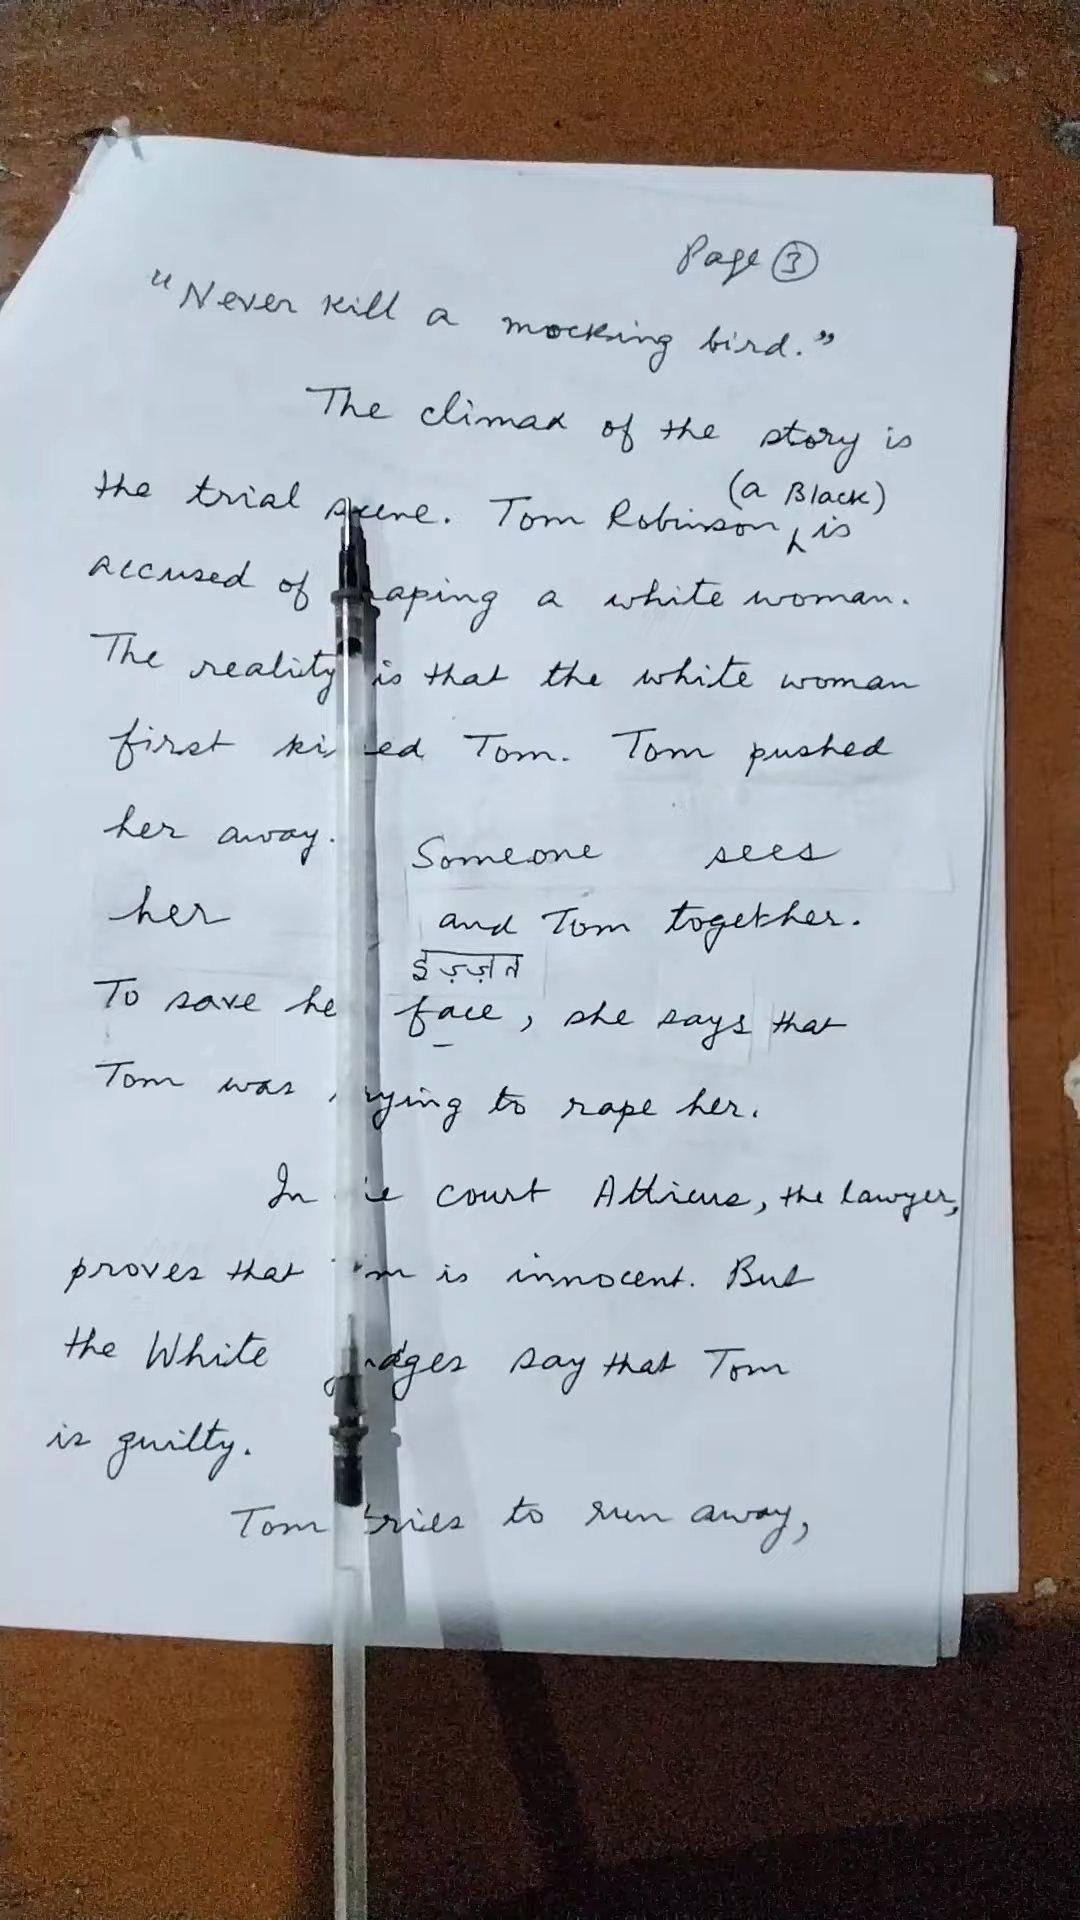 Page ③
"Never kill a mocking bird."
The climax of the story is
(a Black)
the trial scene. Tom Robinson is
accused of raping a white woman.
The reality is that the white woman
first kissed Tom. Tom pushed
her away. Someone sees
her and Tom together.
इज़्ज़त
To save her face, she says that
Tom was trying to rape her.
In the court Atticus, the lawyer,
proves that Tom is innocent. But
the White judges say that Tom
is guilty.
Tom tries to run away,